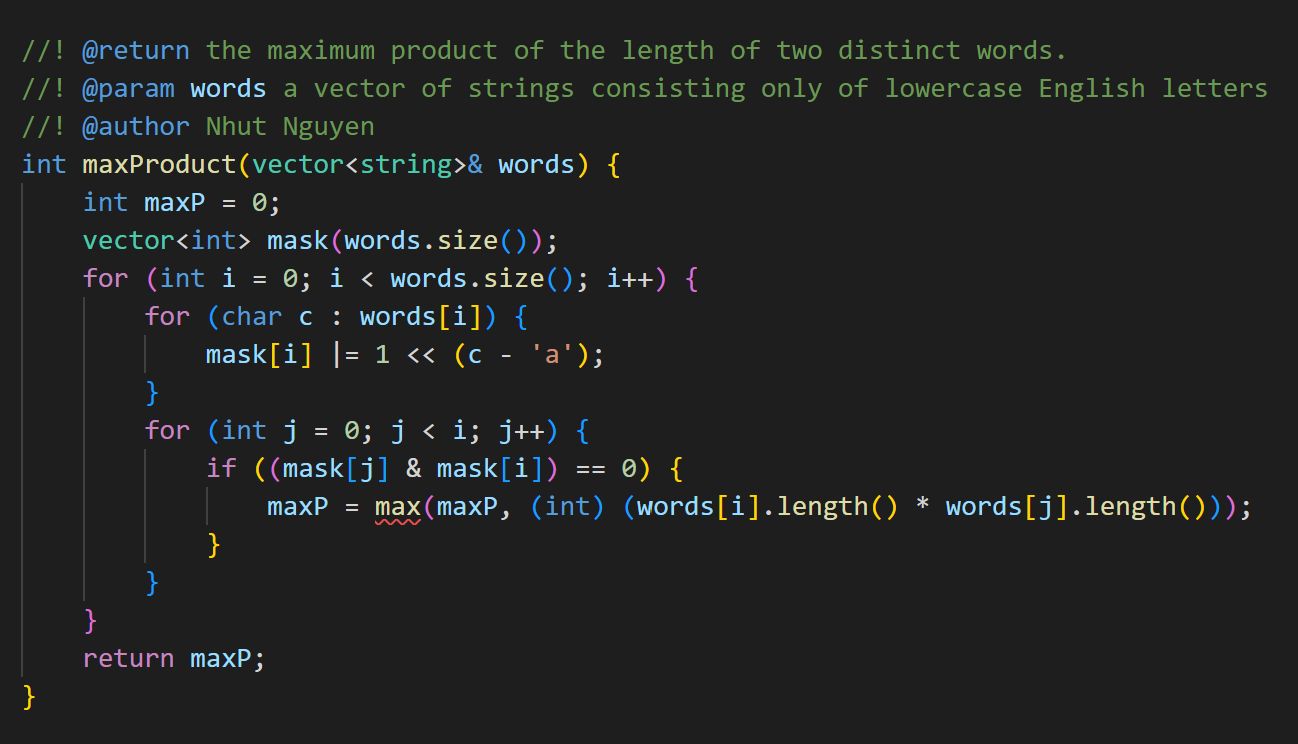 //! @return the maximum product of the length of two distinct words.
//! @param words a vector of strings consisting only of lowercase English letters
//! @author Nhut Nguyen
int maxProduct(vector<string>& words) {
    int maxP = 0;
    vector<int> mask(words.size());
    for (int i = 0; i < words.size(); i++) {
        for (char c : words[i]) {
            mask[i] |= 1 << (c - 'a');
        }
        for (int j = 0; j < i; j++) {
            if ((mask[j] & mask[i]) == 0) {
                maxP = max(maxP, (int) (words[i].length() * words[j].length()));
            }
        }
    }
    return maxP;
}